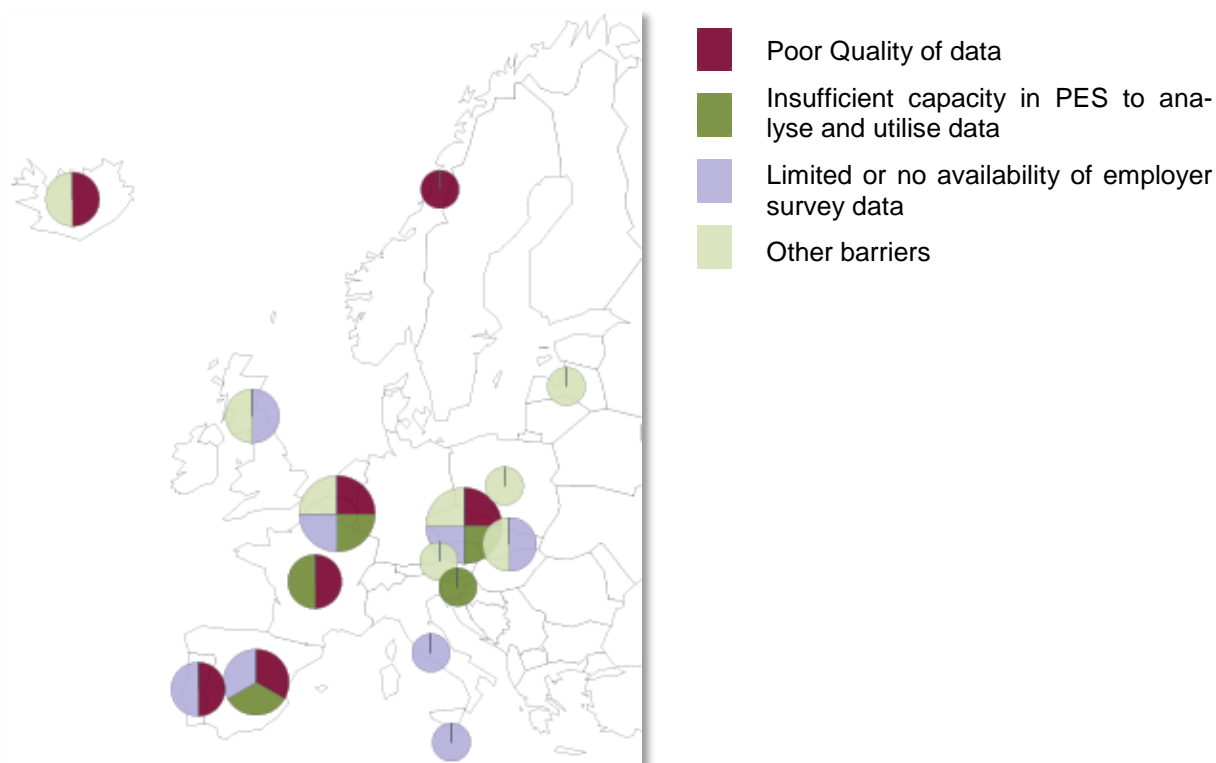 Poor Quality of data
Insufficient capacity in PES to ana-
lyse and utilise data
Limited or no availability of employer
survey data
Other barriers